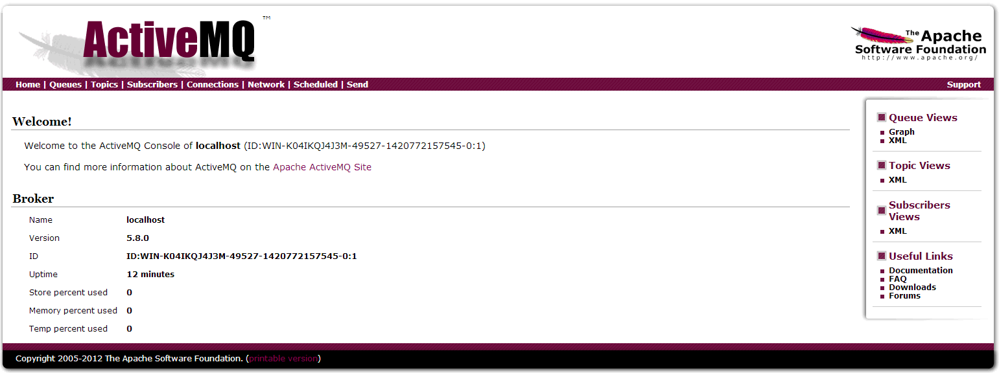 ActiveMQ ™
The Apache
Software Foundation
http://www.apache.org/
Home | Queues | Topics | Subscribers | Connections | Network | Scheduled | Send
Support
Welcome!
Welcome to the ActiveMQ Console of localhost (ID:WIN-K04IKQJ4J3M-49527-1420772157545-0:1)
You can find more information about ActiveMQ on the Apache ActiveMQ Site
Broker
Name localhost
Version 5.8.0
ID ID:WIN-K04IKQJ4J3M-49527-1420772157545-0:1
Uptime 12 minutes
Store percent used 0
Memory percent used 0
Temp percent used 0
Queue Views
Graph
XML
Topic Views
XML
Subscribers
Views
XML
Useful Links
Documentation
FAQ
Downloads
Forums
Copyright 2005-2012 The Apache Software Foundation. (printable version)